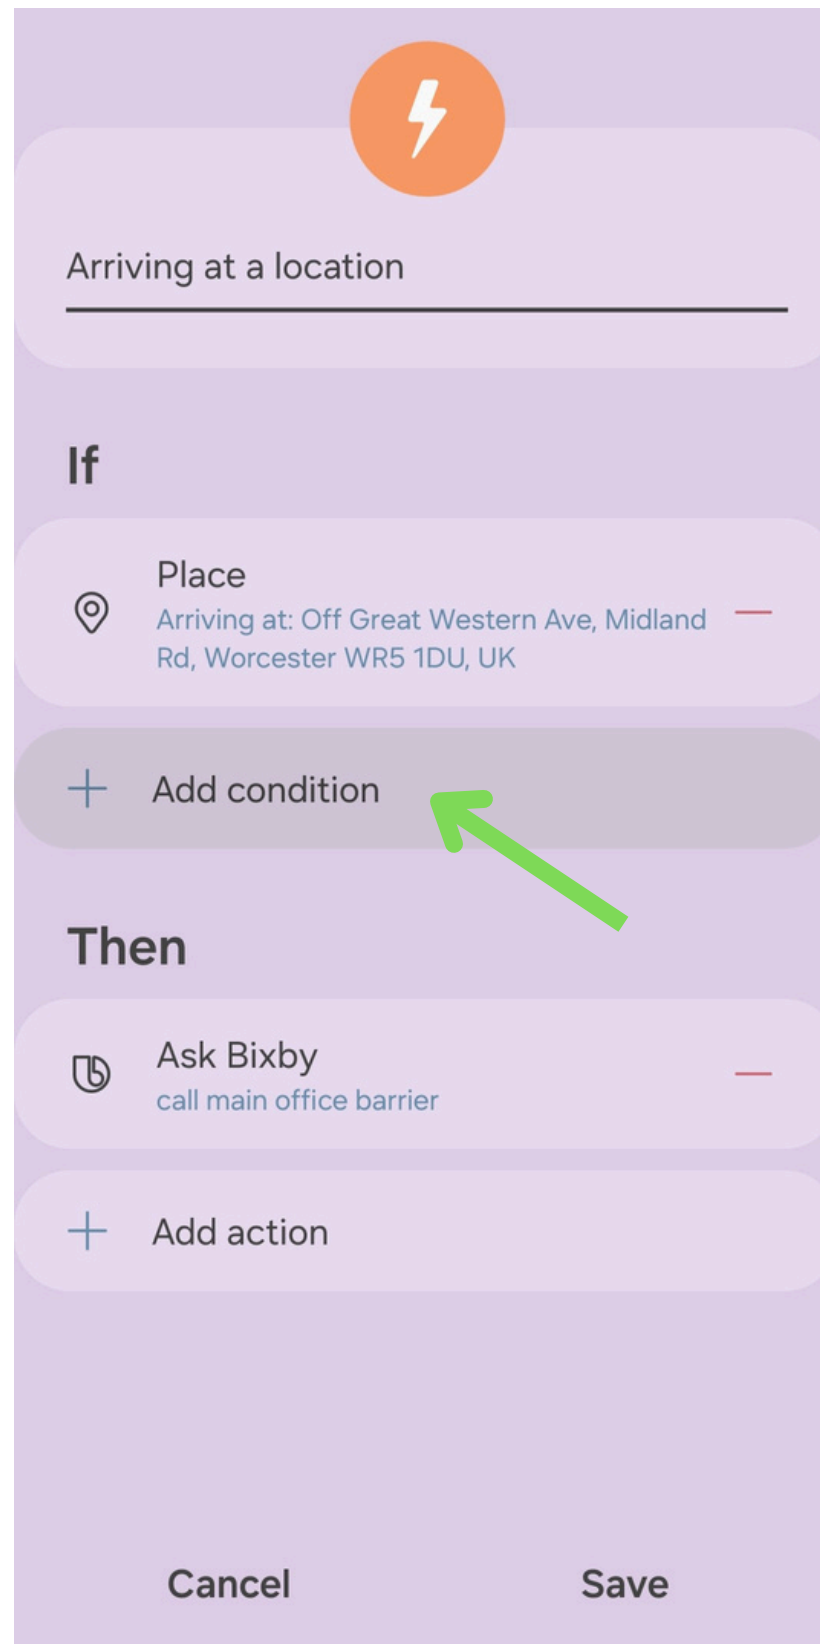 Arriving at a location
If
Place
Arriving at: Off Great Western Ave, Midland
Rd, Worcester WR5 1DU, UK
Add condition
Then
Ask Bixby
call main office barrier
Add action
Cancel
Save